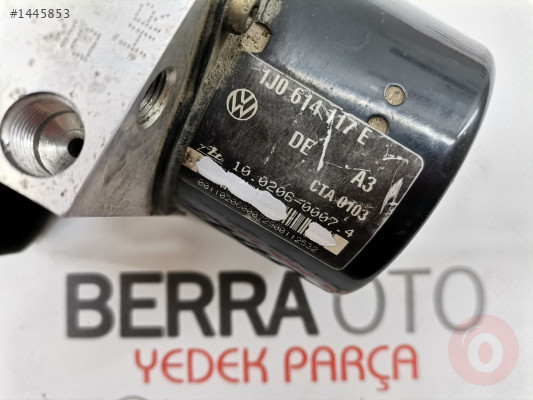 #1445853
1J0 614 117 E
DE A3
CTA 0103
10.0206-0007.4
BERRA OTO
YEDEK PARÇA